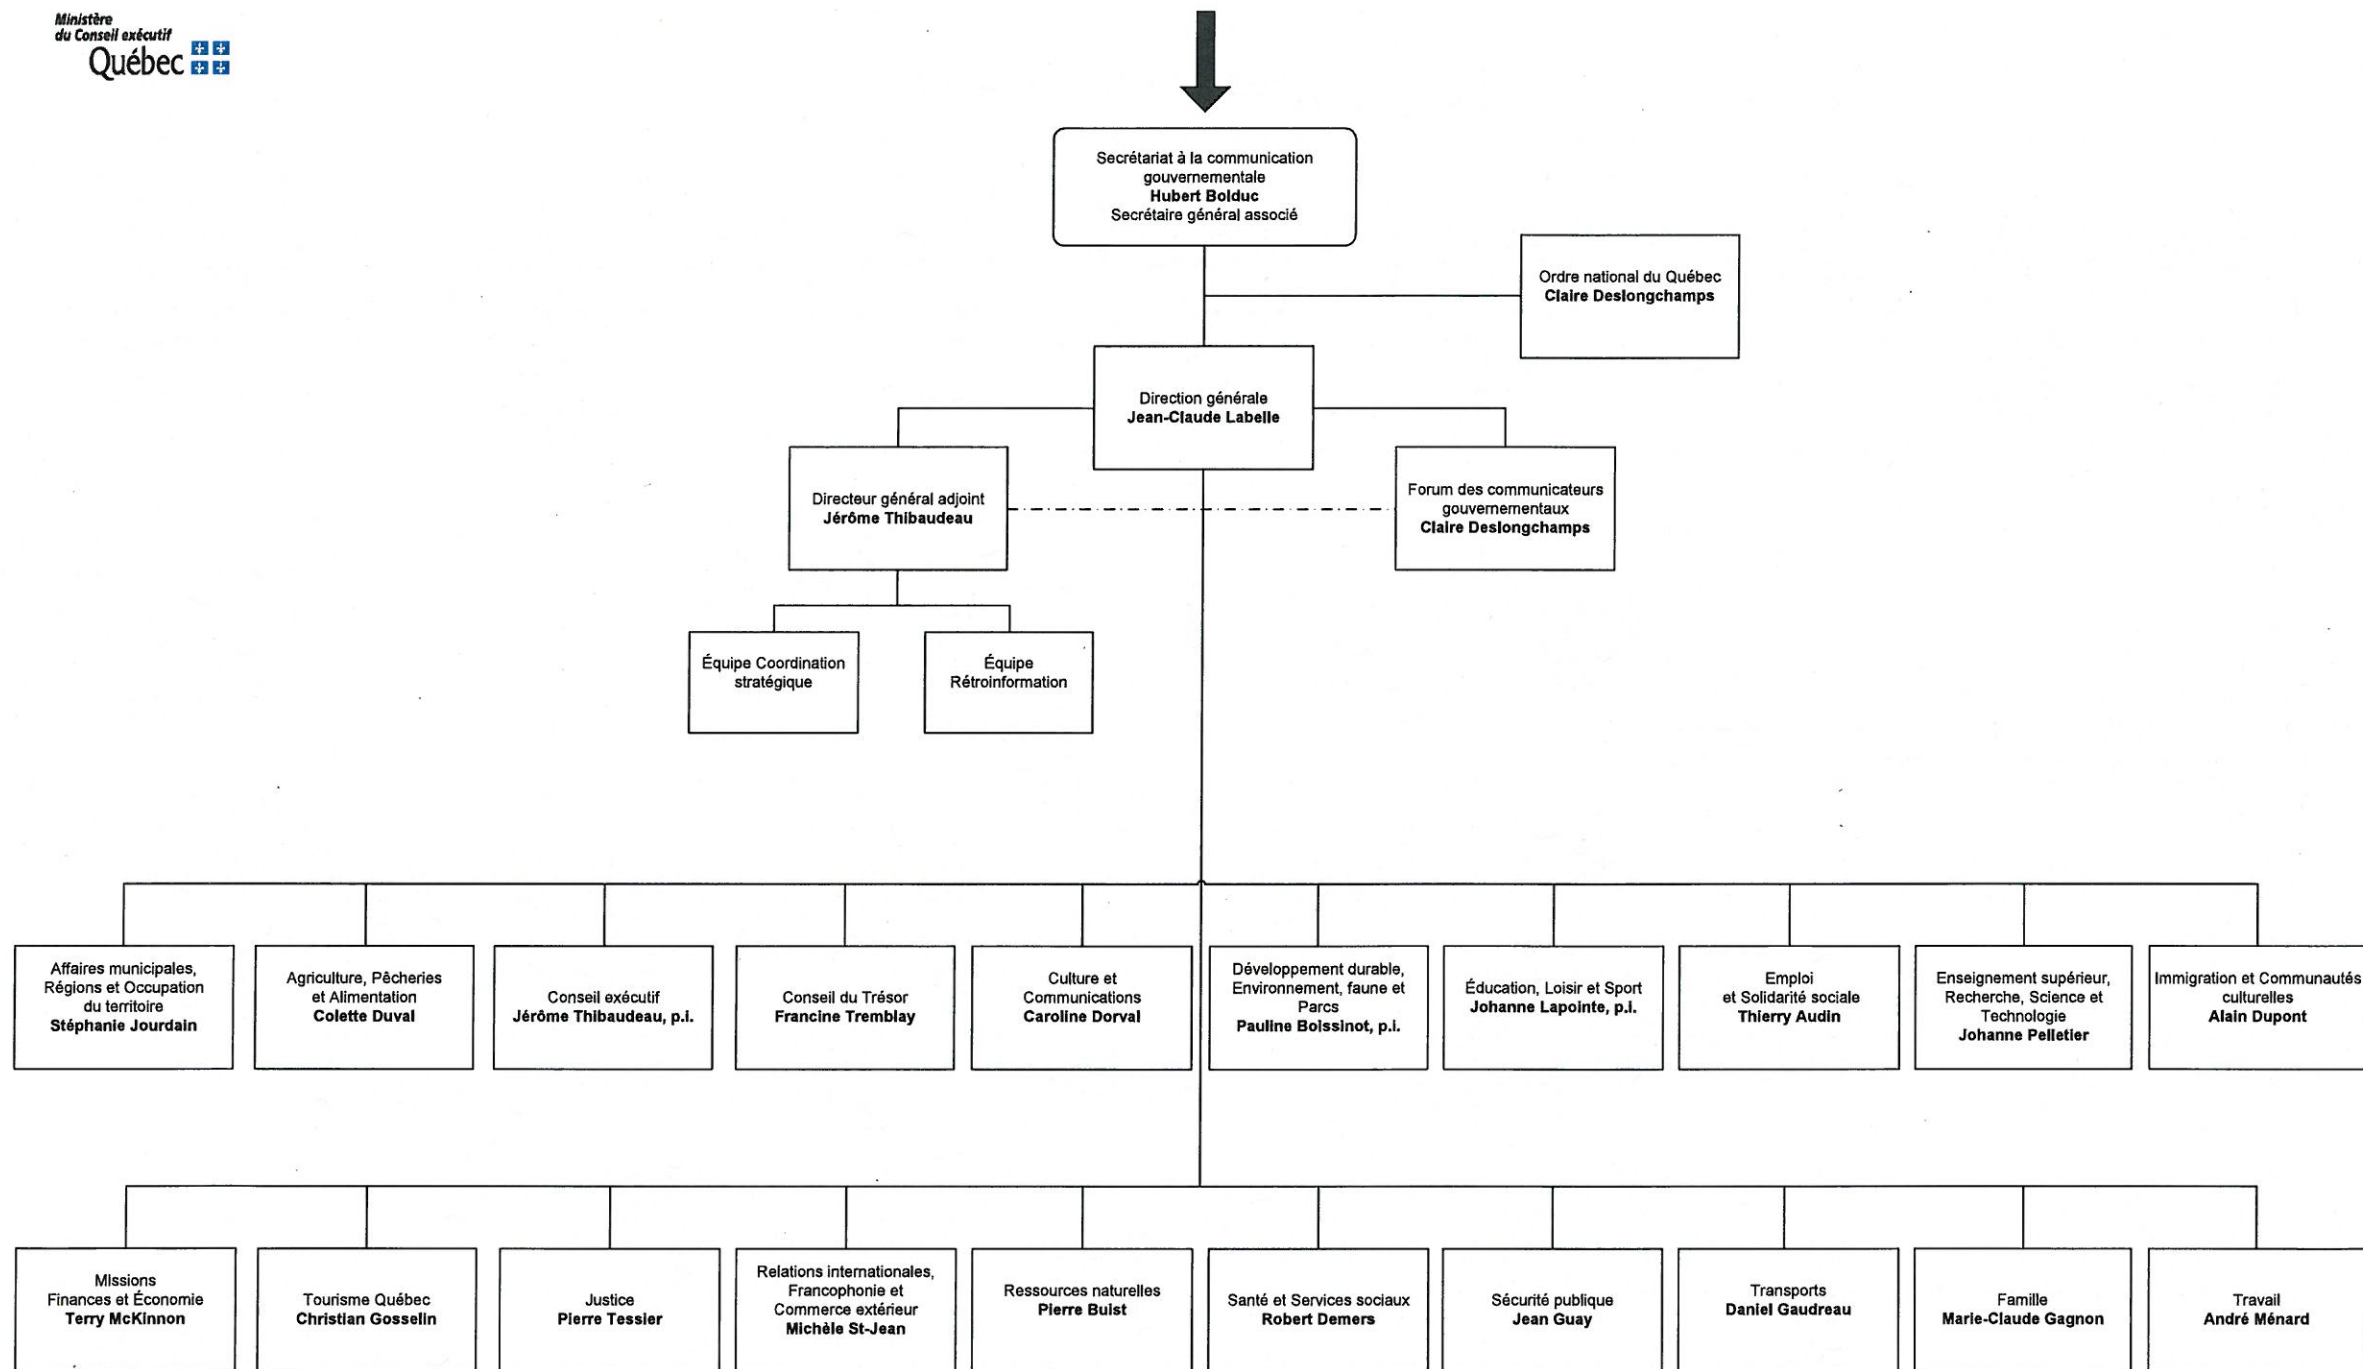 Ministère
du Conseil exécutif
Québec
Secrétariat à la communication
gouvernementale
Hubert Bolduc
Secrétaire général associé
Ordre national du Québec
Claire Deslongchamps
Direction générale
Jean-Claude Labelle
Directeur général adjoint
Jérôme Thibaudeau
Forum des communicateurs
gouvernementaux
Claire Deslongchamps
Équipe Coordination
stratégique
Équipe
Rétroinformation
Affaires municipales,
Régions et Occupation
du territoire
Stéphanie Jourdain
Agriculture, Pêcheries
et Alimentation
Colette Duval
Conseil exécutif
Jérôme Thibaudeau, p.i.
Conseil du Trésor
Francine Tremblay
Culture et
Communications
Caroline Dorval
Développement durable,
Environnement, faune et
Parcs
Pauline Boissinot, p.i.
Éducation, Loisir et Sport
Johanne Lapointe, p.i.
Emploi
et Solidarité sociale
Thierry Audin
Enseignement supérieur,
Recherche, Science et
Technologie
Johanne Pelletier
Immigration et Communautés
culturelles
Alain Dupont
Missions
Finances et Économie
Terry McKinnon
Tourisme Québec
Christian Gosselin
Justice
Pierre Tessier
Relations internationales,
Francophonie et
Commerce extérieur
Michèle St-Jean
Ressources naturelles
Pierre Buist
Santé et Services sociaux
Robert Demers
Sécurité publique
Jean Guay
Transports
Daniel Gaudreau
Famille
Marie-Claude Gagnon
Travail
André Ménard